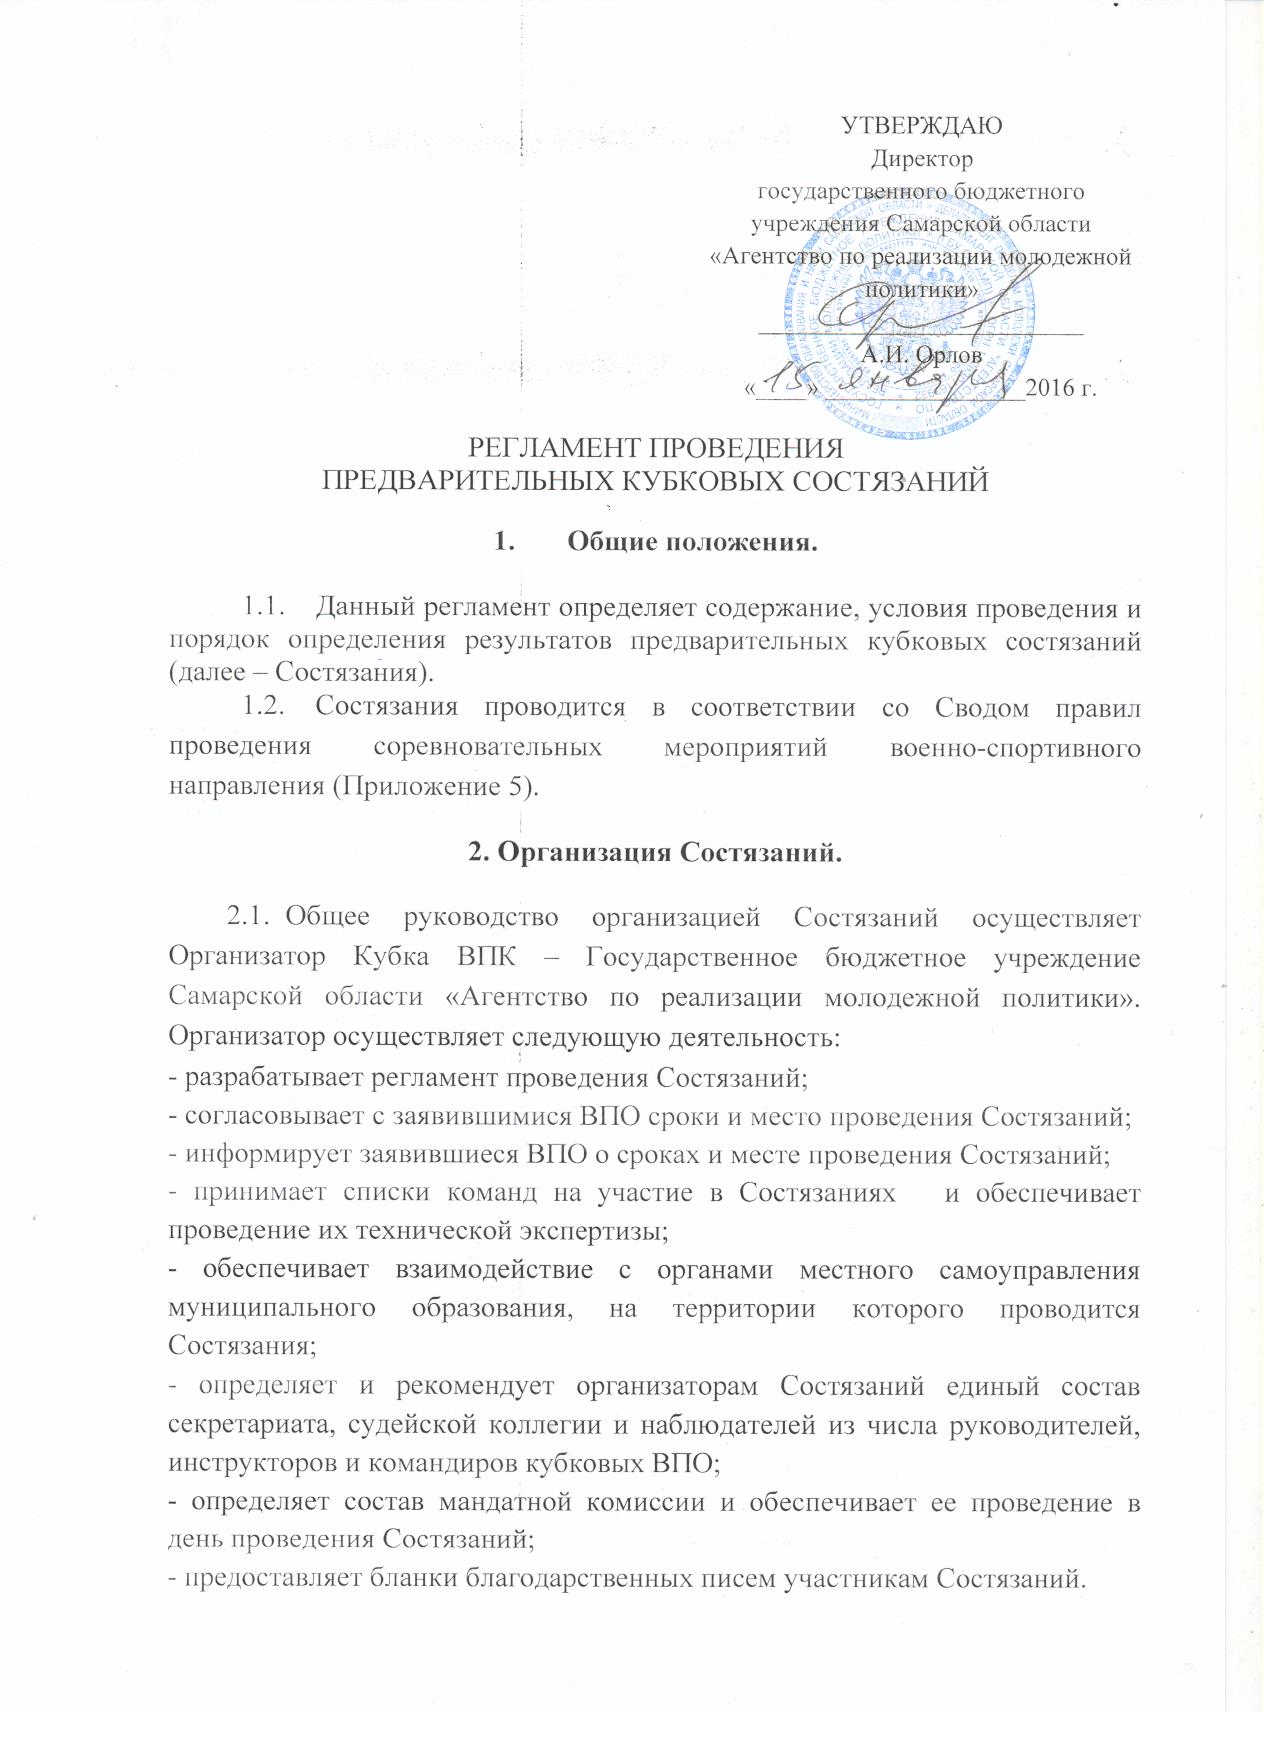 УТВЕРЖДАЮ
Директор
государственного бюджетного
учреждения Самарской области
«Агентство по реализации молодежной
политики»
А.И. Орлов
«15» января 2016 г.
РЕГЛАМЕНТ ПРОВЕДЕНИЯ
ПРЕДВАРИТЕЛЬНЫХ КУБКОВЫХ СОСТЯЗАНИЙ
1. Общие положения.
1.1. Данный регламент определяет содержание, условия проведения и
порядок определения результатов предварительных кубковых состязаний
(далее – Состязания).
1.2. Состязания проводится в соответствии со Сводом правил
проведения соревновательных мероприятий военно-спортивного
направления (Приложение 5).
2. Организация Состязаний.
2.1. Общее руководство организацией Состязаний осуществляет
Организатор Кубка ВПК – Государственное бюджетное учреждение
Самарской области «Агентство по реализации молодежной политики».
Организатор осуществляет следующую деятельность:
- разрабатывает регламент проведения Состязаний;
- согласовывает с заявившимися ВПО сроки и место проведения Состязаний;
- информирует заявившиеся ВПО о сроках и месте проведения Состязаний;
- принимает списки команд на участие в Состязаниях и обеспечивает
проведение их технической экспертизы;
- обеспечивает взаимодействие с органами местного самоуправления
муниципального образования, на территории которого проводится
Состязания;
- определяет и рекомендует организаторам Состязаний единый состав
секретариата, судейской коллегии и наблюдателей из числа руководителей,
инструкторов и командиров кубковых ВПО;
- определяет состав мандатной комиссии и обеспечивает ее проведение в
день проведения Состязаний;
- предоставляет бланки благодарственных писем участникам Состязаний.